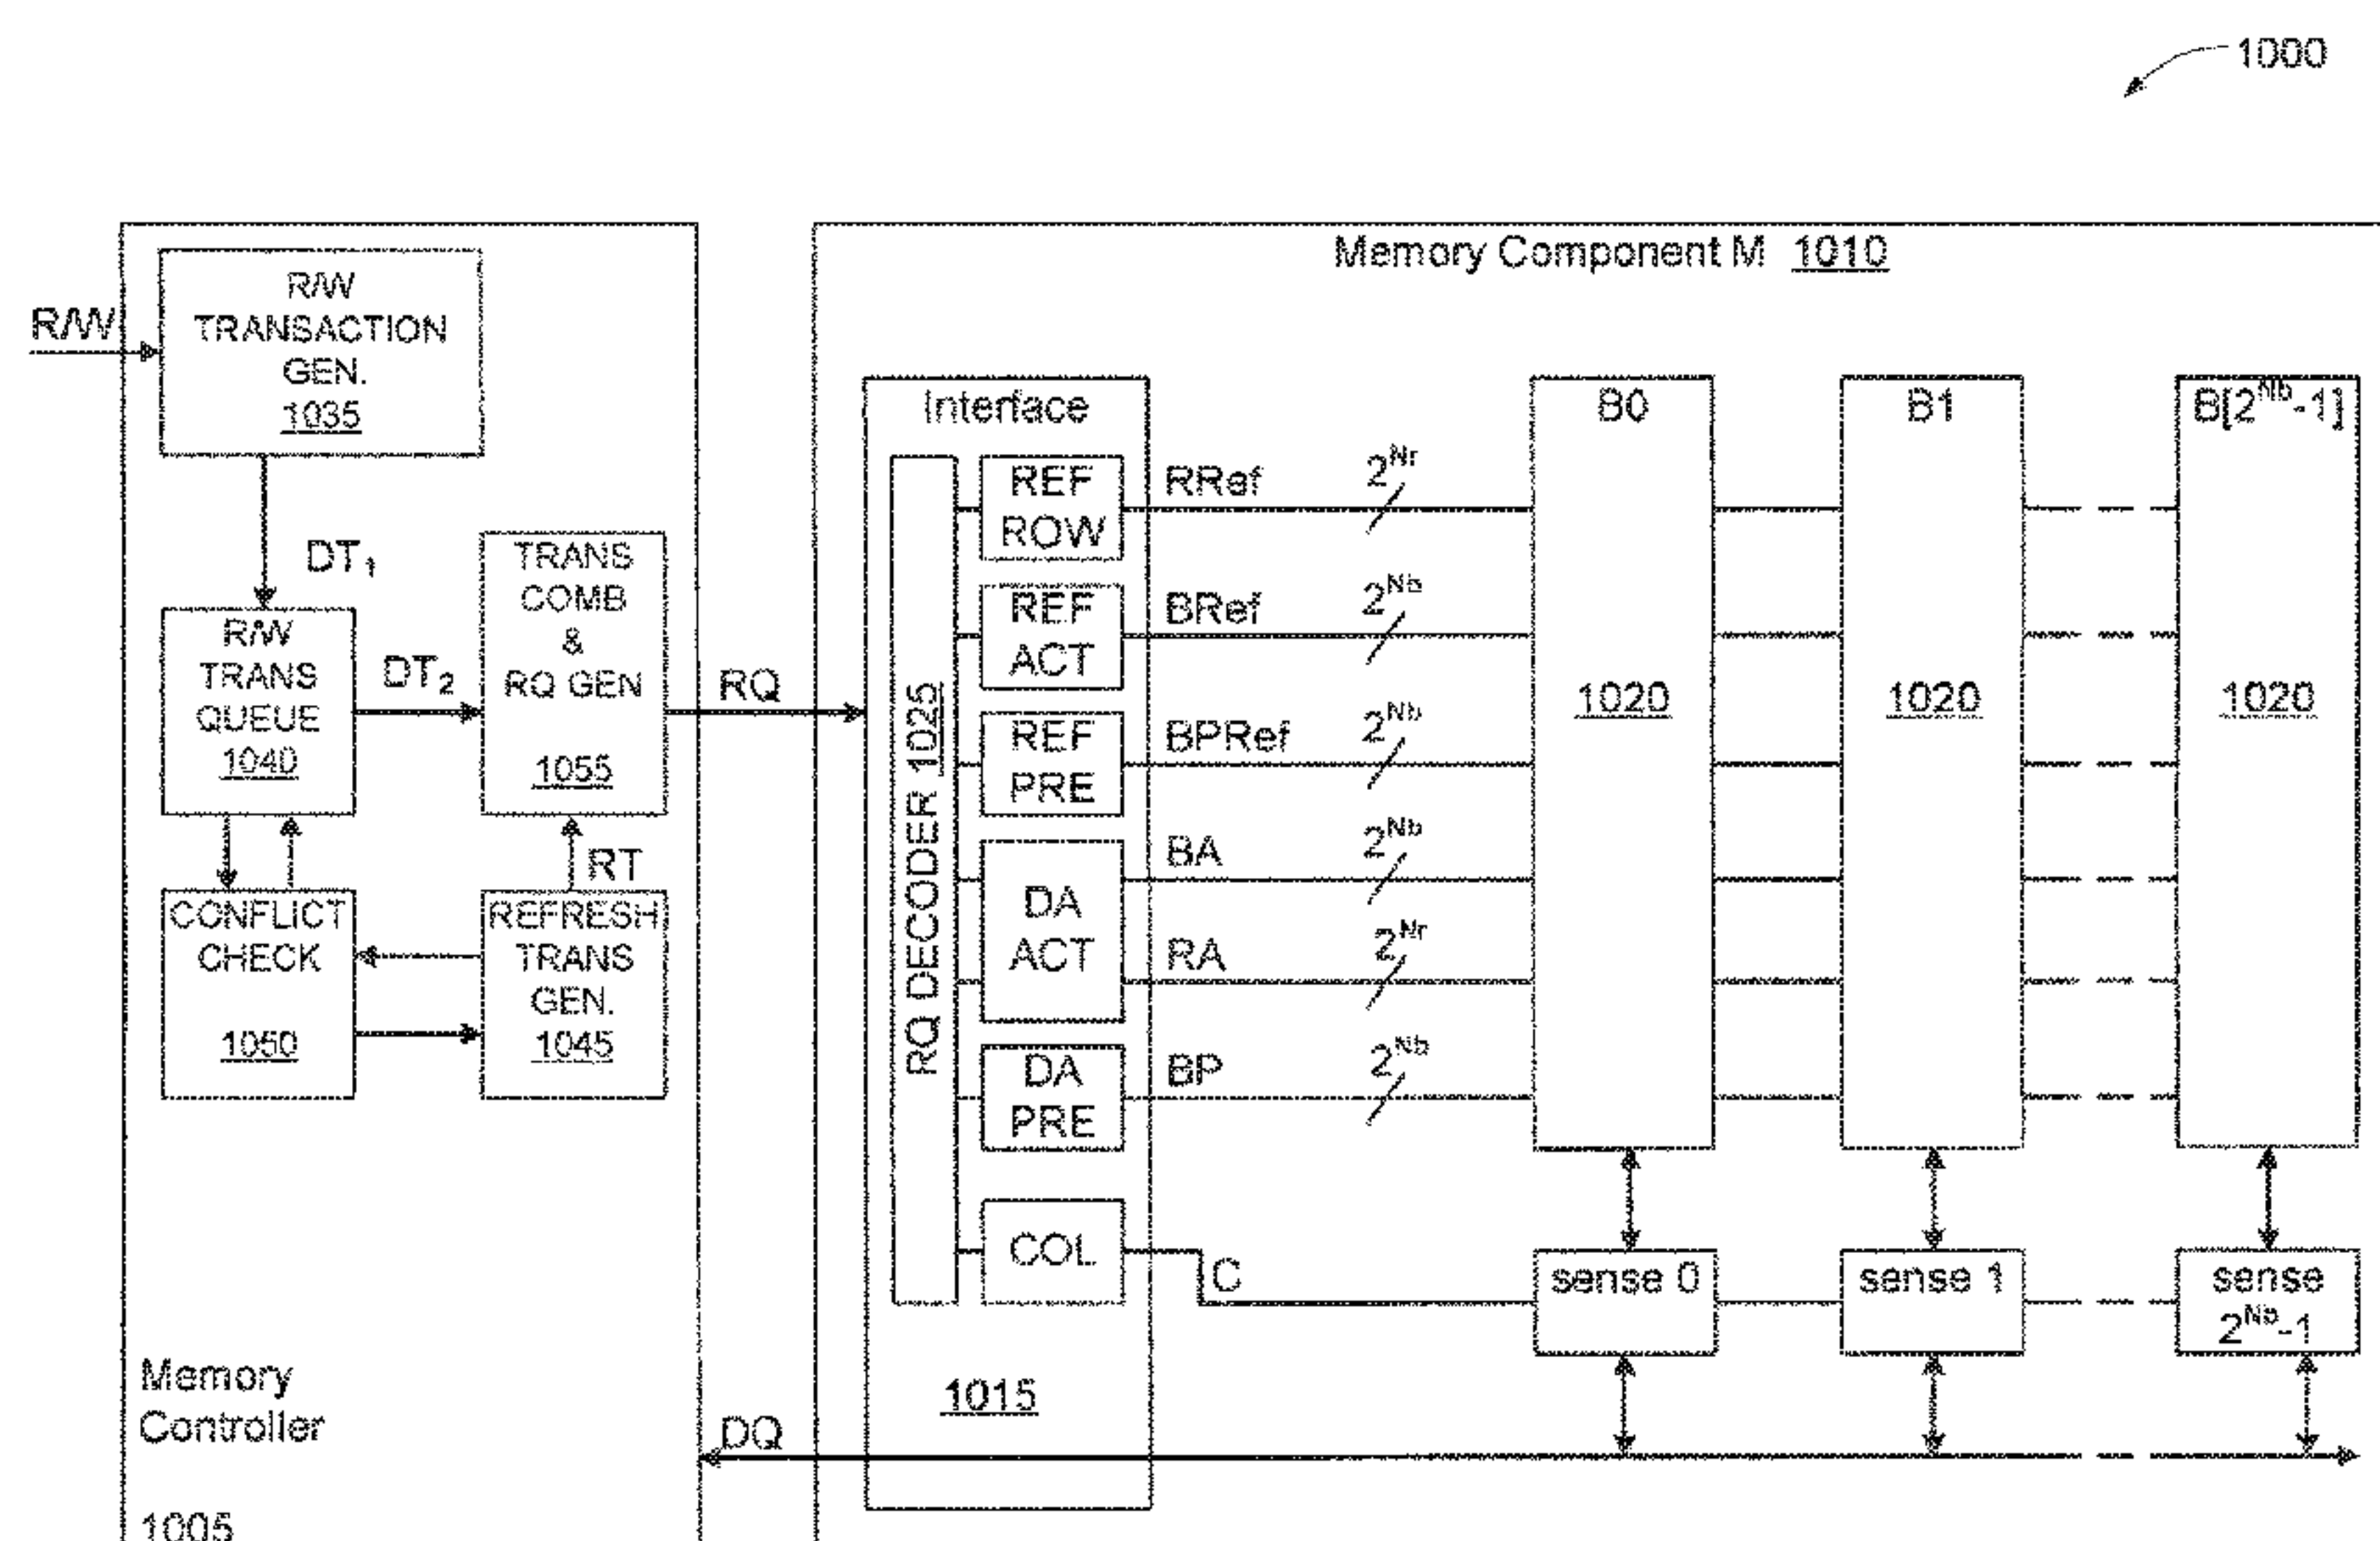 1000
Memory Component M 1010
R/W
R/W
TRANSACTION
GEN.
1035
DT₁
R/W
TRANS
QUEUE
1040
DT₂
TRANS
COMB
&
RQ GEN
1055
RT
CONFLICT
CHECK
1050
REFRESH
TRANS
GEN.
1045
Memory
Controller
1005
RQ
DQ
Interface
RQ DECODER 1025
REF
ROW
REF
ACT
REF
PRE
DA
ACT
DA
PRE
COL
1015
RRef
2^Nr
BRef
2^Nb
BPRef
2^Nb
BA
2^Nb
RA
2^Nr
BP
2^Nb
C
B0
1020
B1
1020
B[2^Nb-1]
1020
sense 0
sense 1
sense
2^Nb-1